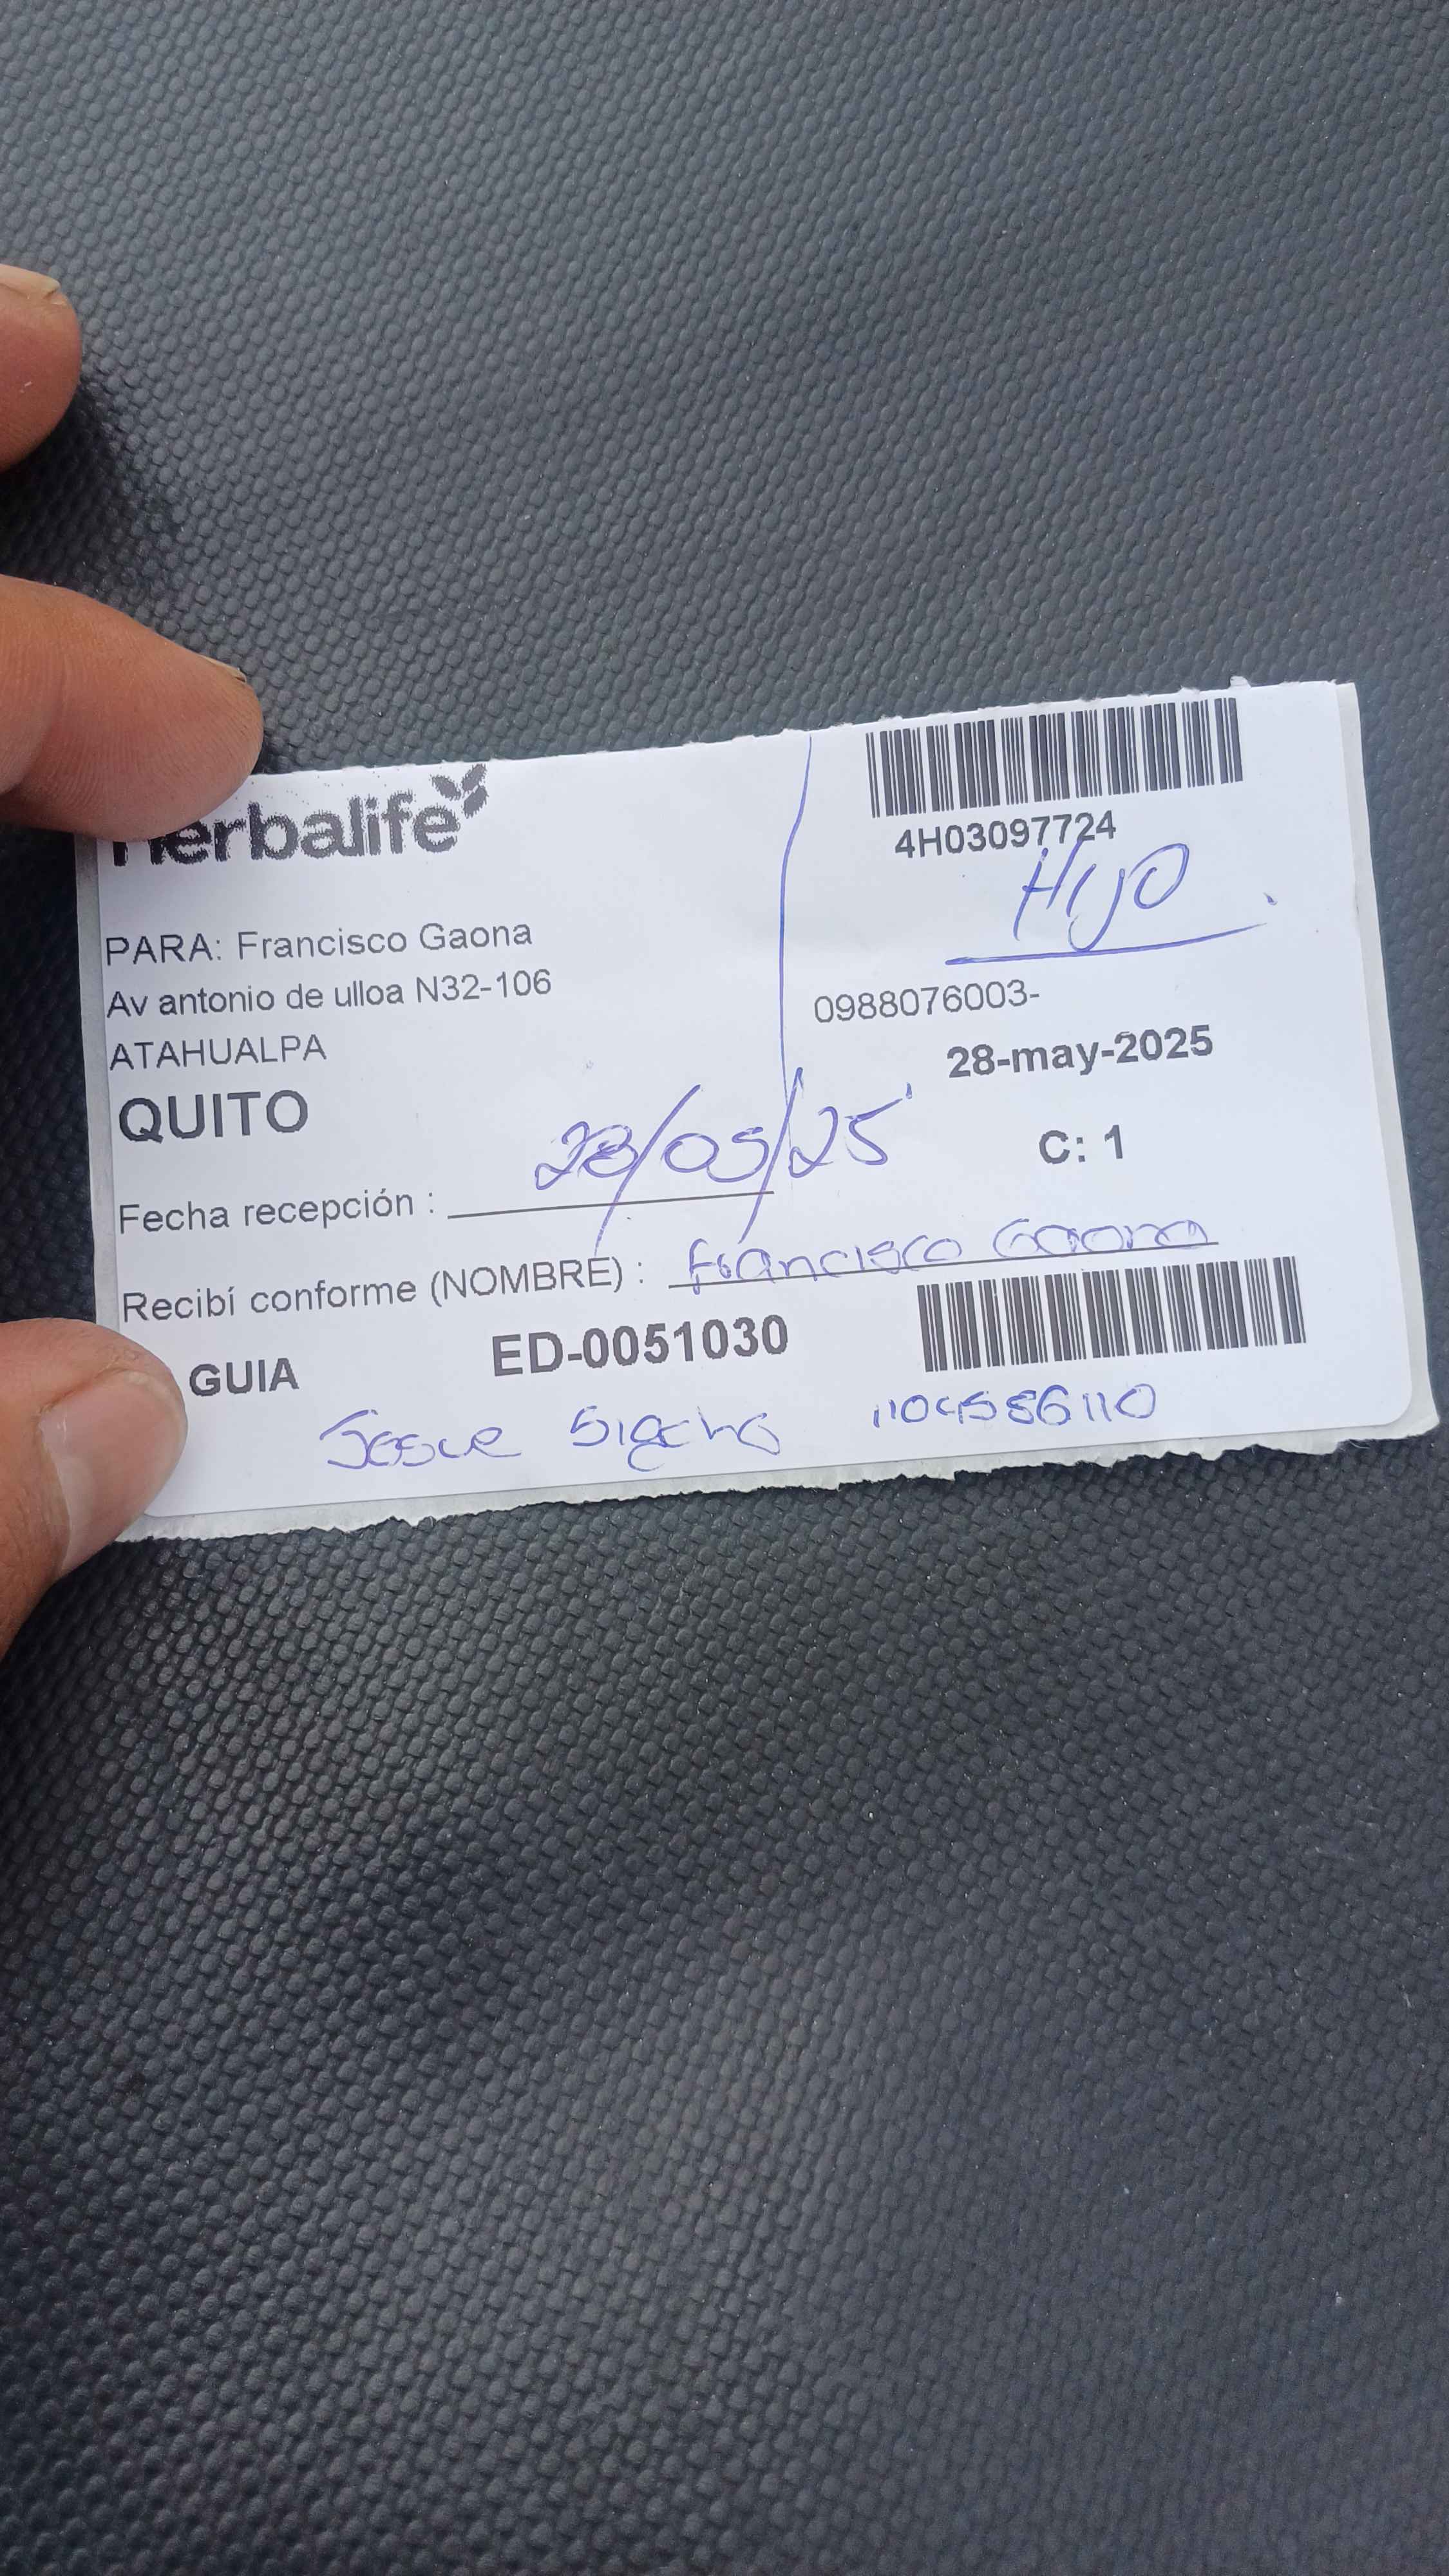 Herbalife
4H03097724
Hijo
PARA: Francisco Gaona
Av antonio de ulloa N32-106
0988076003-
ATAHUALPA
28-may-2025
QUITO
C: 1
Fecha recepción : 28/05/25
Recibí conforme (NOMBRE) : Francisco Gaona
GUIA ED-0051030
Josue 1104586110